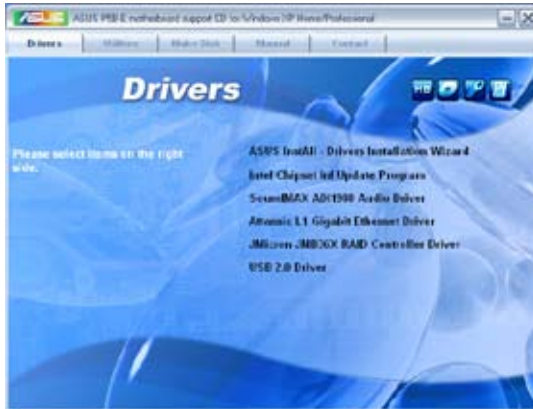 ASUS P5B-E motherboard support CD for Windows XP Home/Professional
Drivers Utilities Make Disk Manual Contact
Drivers
Please select items on the right side.
ASUS InstAll - Drivers Installation Wizard
Intel Chipset Inf Update Program
SoundMAX ADI1988 Audio Driver
Attansic L1 Gigabit Ethernet Driver
JMicron JMB36X RAID Controller Driver
USB 2.0 Driver